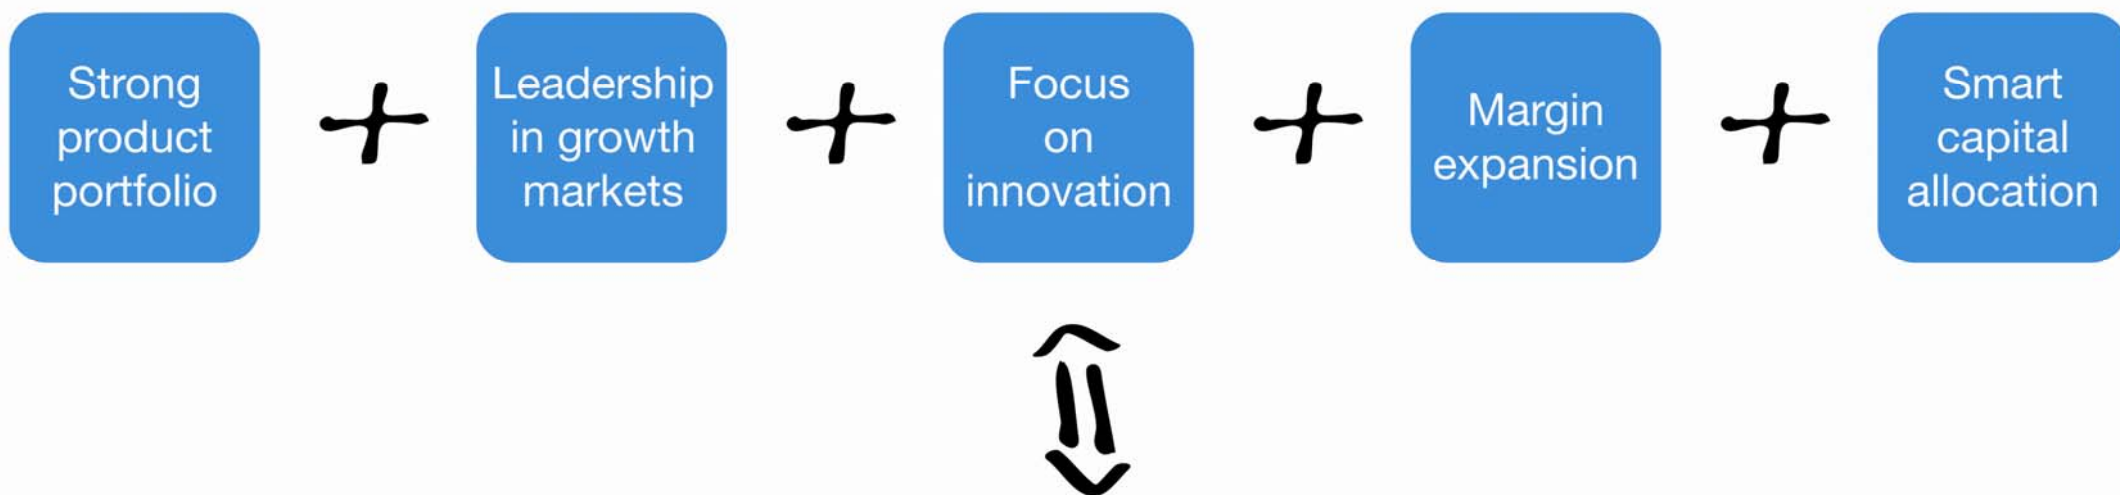 Strong
product
portfolio
+
Leadership
in growth
markets
+
Focus
on
innovation
+
Margin
expansion
+
Smart
capital
allocation